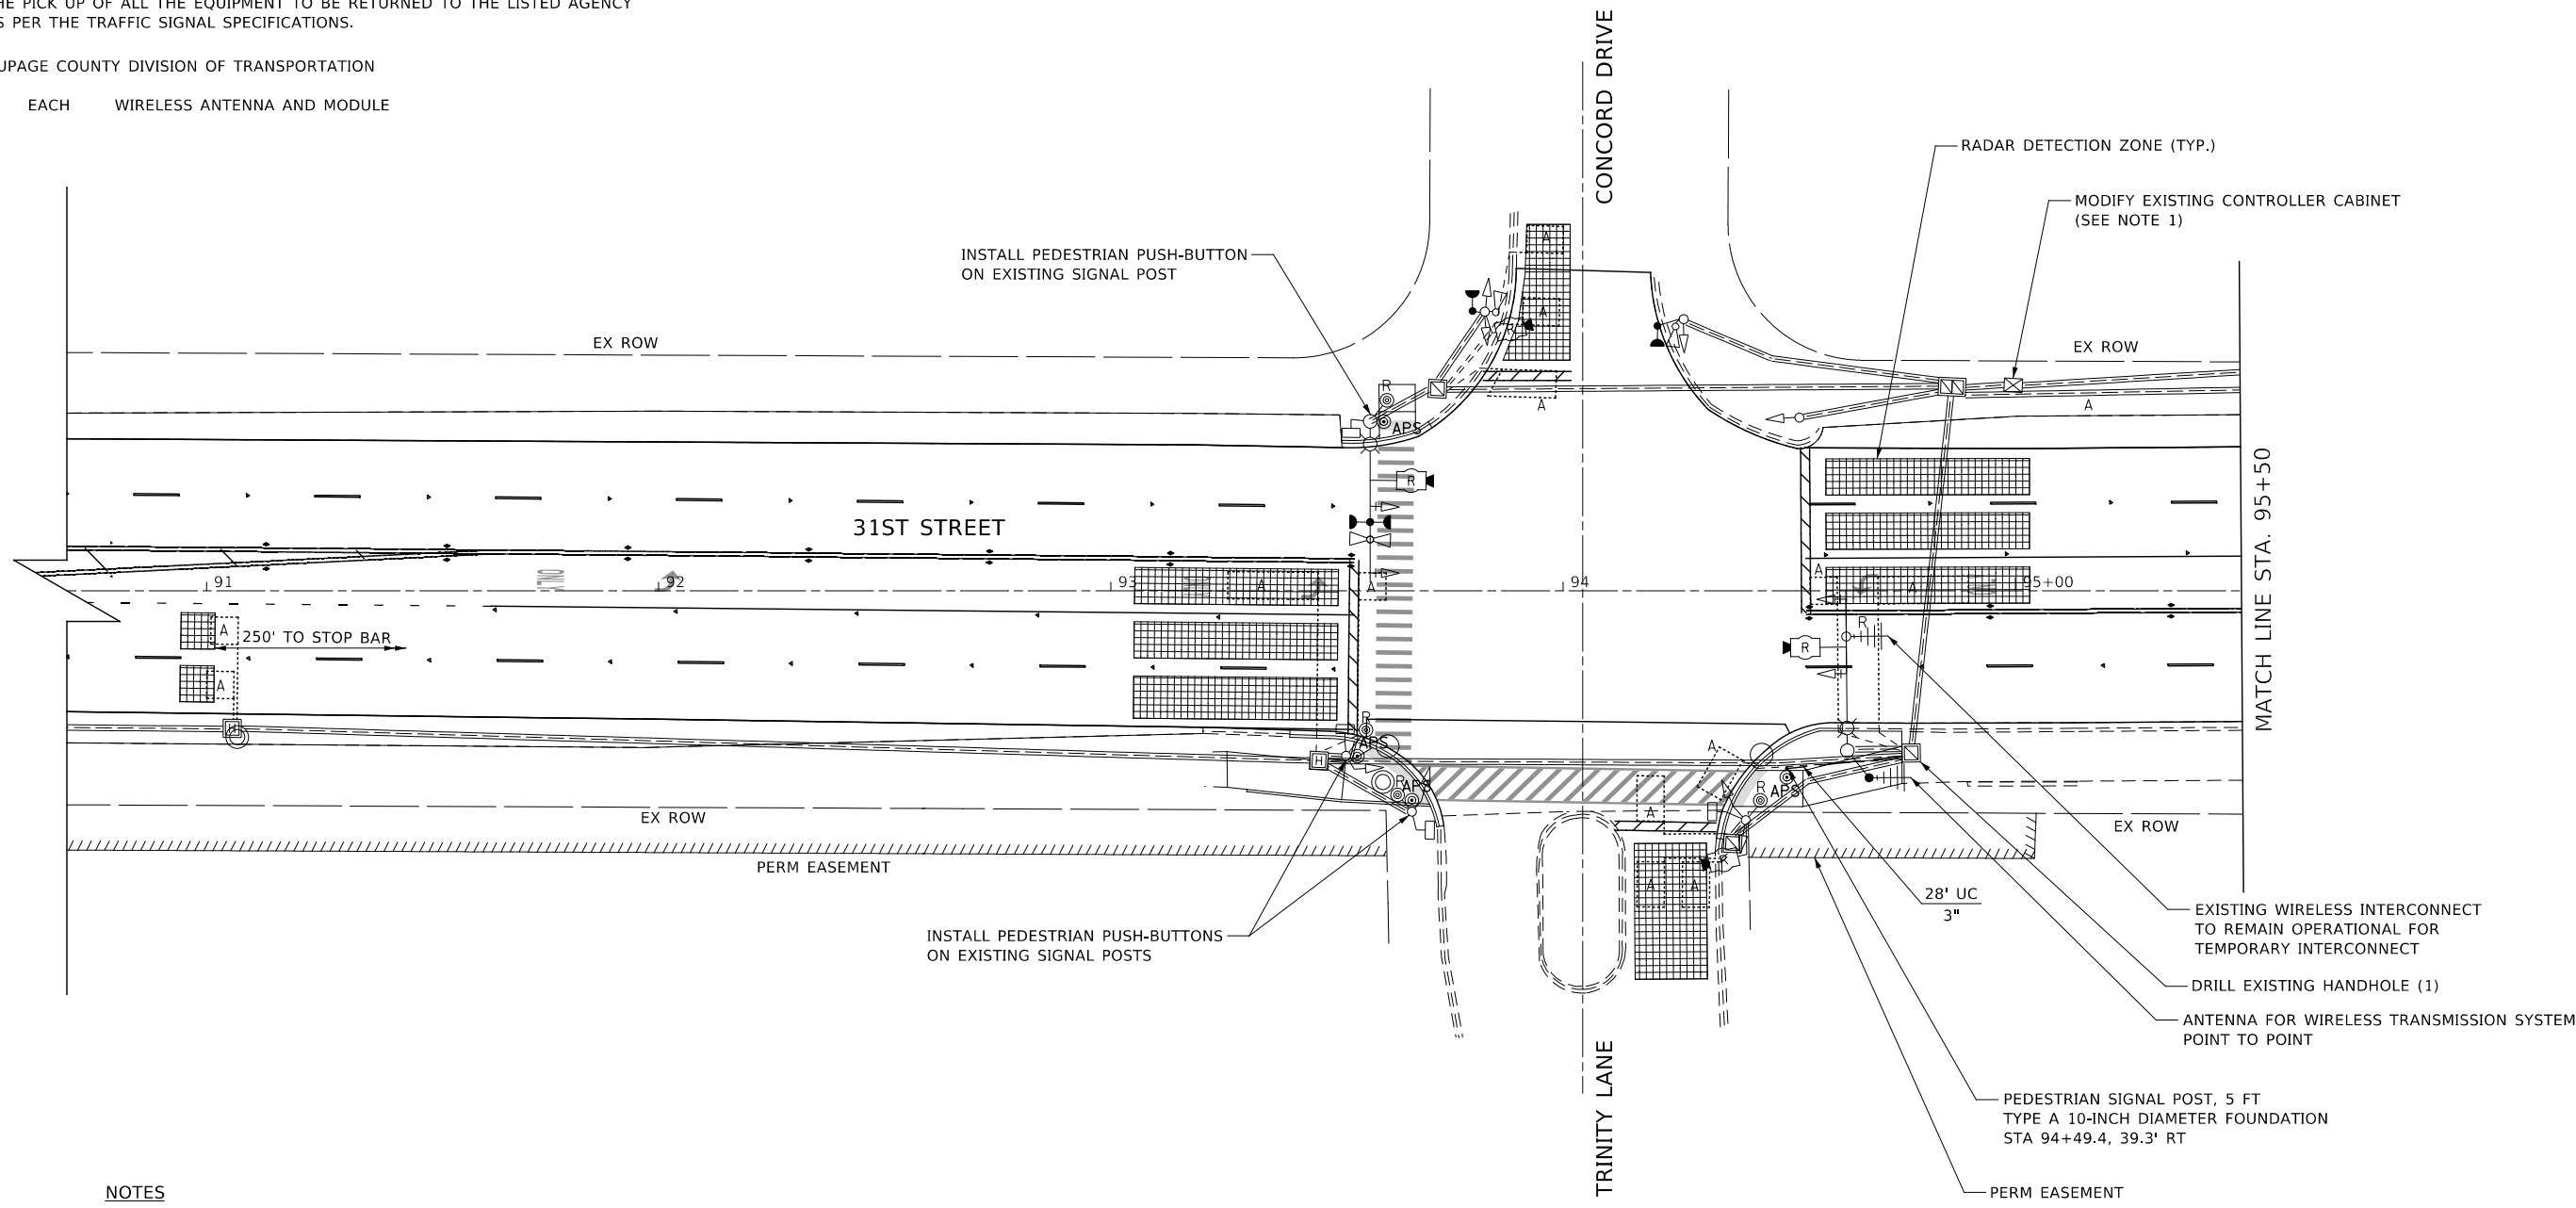 THE PICK UP OF ALL THE EQUIPMENT TO BE RETURNED TO THE LISTED AGENCY
S PER THE TRAFFIC SIGNAL SPECIFICATIONS.
UPAGE COUNTY DIVISION OF TRANSPORTATION
EACH WIRELESS ANTENNA AND MODULE
CONCORD DRIVE
RADAR DETECTION ZONE (TYP.)
MODIFY EXISTING CONTROLLER CABINET
(SEE NOTE 1)
INSTALL PEDESTRIAN PUSH-BUTTON
ON EXISTING SIGNAL POST
A
A
R
EX ROW
EX ROW
R
A
A
APS
R
31ST STREET
MATCH LINE STA. 95+50
91
92
93
A
A
94
A
A
95+00
A
250' TO STOP BAR
R
R
A
R
APS
A
H
H
R
APS
A
R
APS
EX ROW
A
EX ROW
R
PERM EASEMENT
A
A
28' UC
3"
EXISTING WIRELESS INTERCONNECT
TO REMAIN OPERATIONAL FOR
TEMPORARY INTERCONNECT
INSTALL PEDESTRIAN PUSH-BUTTONS
ON EXISTING SIGNAL POSTS
DRILL EXISTING HANDHOLE (1)
ANTENNA FOR WIRELESS TRANSMISSION SYSTEM
POINT TO POINT
TRINITY LANE
PEDESTRIAN SIGNAL POST, 5 FT
TYPE A 10-INCH DIAMETER FOUNDATION
STA 94+49.4, 39.3' RT
PERM EASEMENT
NOTES